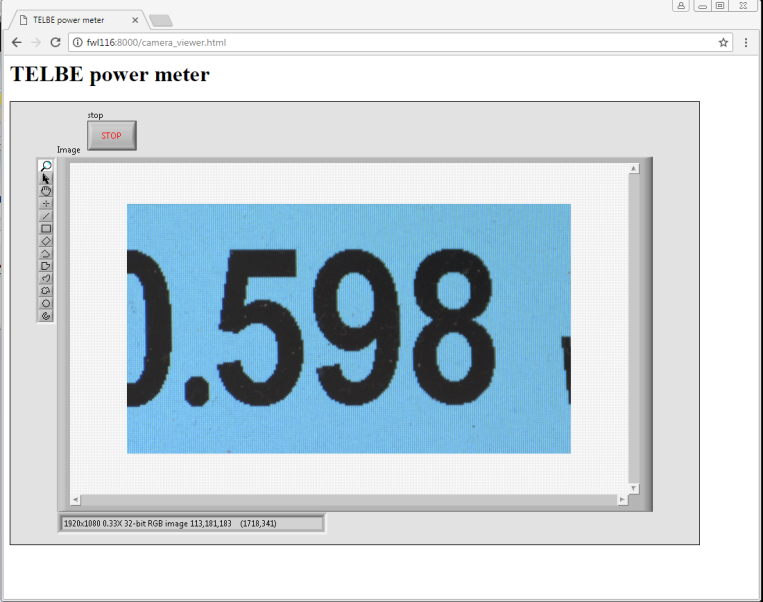 TELBE power meter
fwl116:8000/camera_viewer.html
TELBE power meter
stop
STOP
Image
0.598
1920x1080 0.33X 32-bit RGB image 113,181,183 (1718,341)